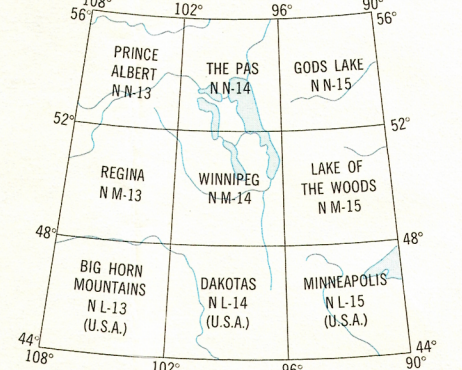 108° 102° 96° 90°
56° 56°
PRINCE
ALBERT
N N-13
THE PAS
N N-14
GODS LAKE
N N-15
52° 52°
REGINA
N M-13
WINNIPEG
N M-14
LAKE OF
THE WOODS
N M-15
48° 48°
BIG HORN
MOUNTAINS
N L-13
(U.S.A.)
DAKOTAS
N L-14
(U.S.A.)
MINNEAPOLIS
N L-15
(U.S.A.)
44° 44°
108° 102° 96° 90°